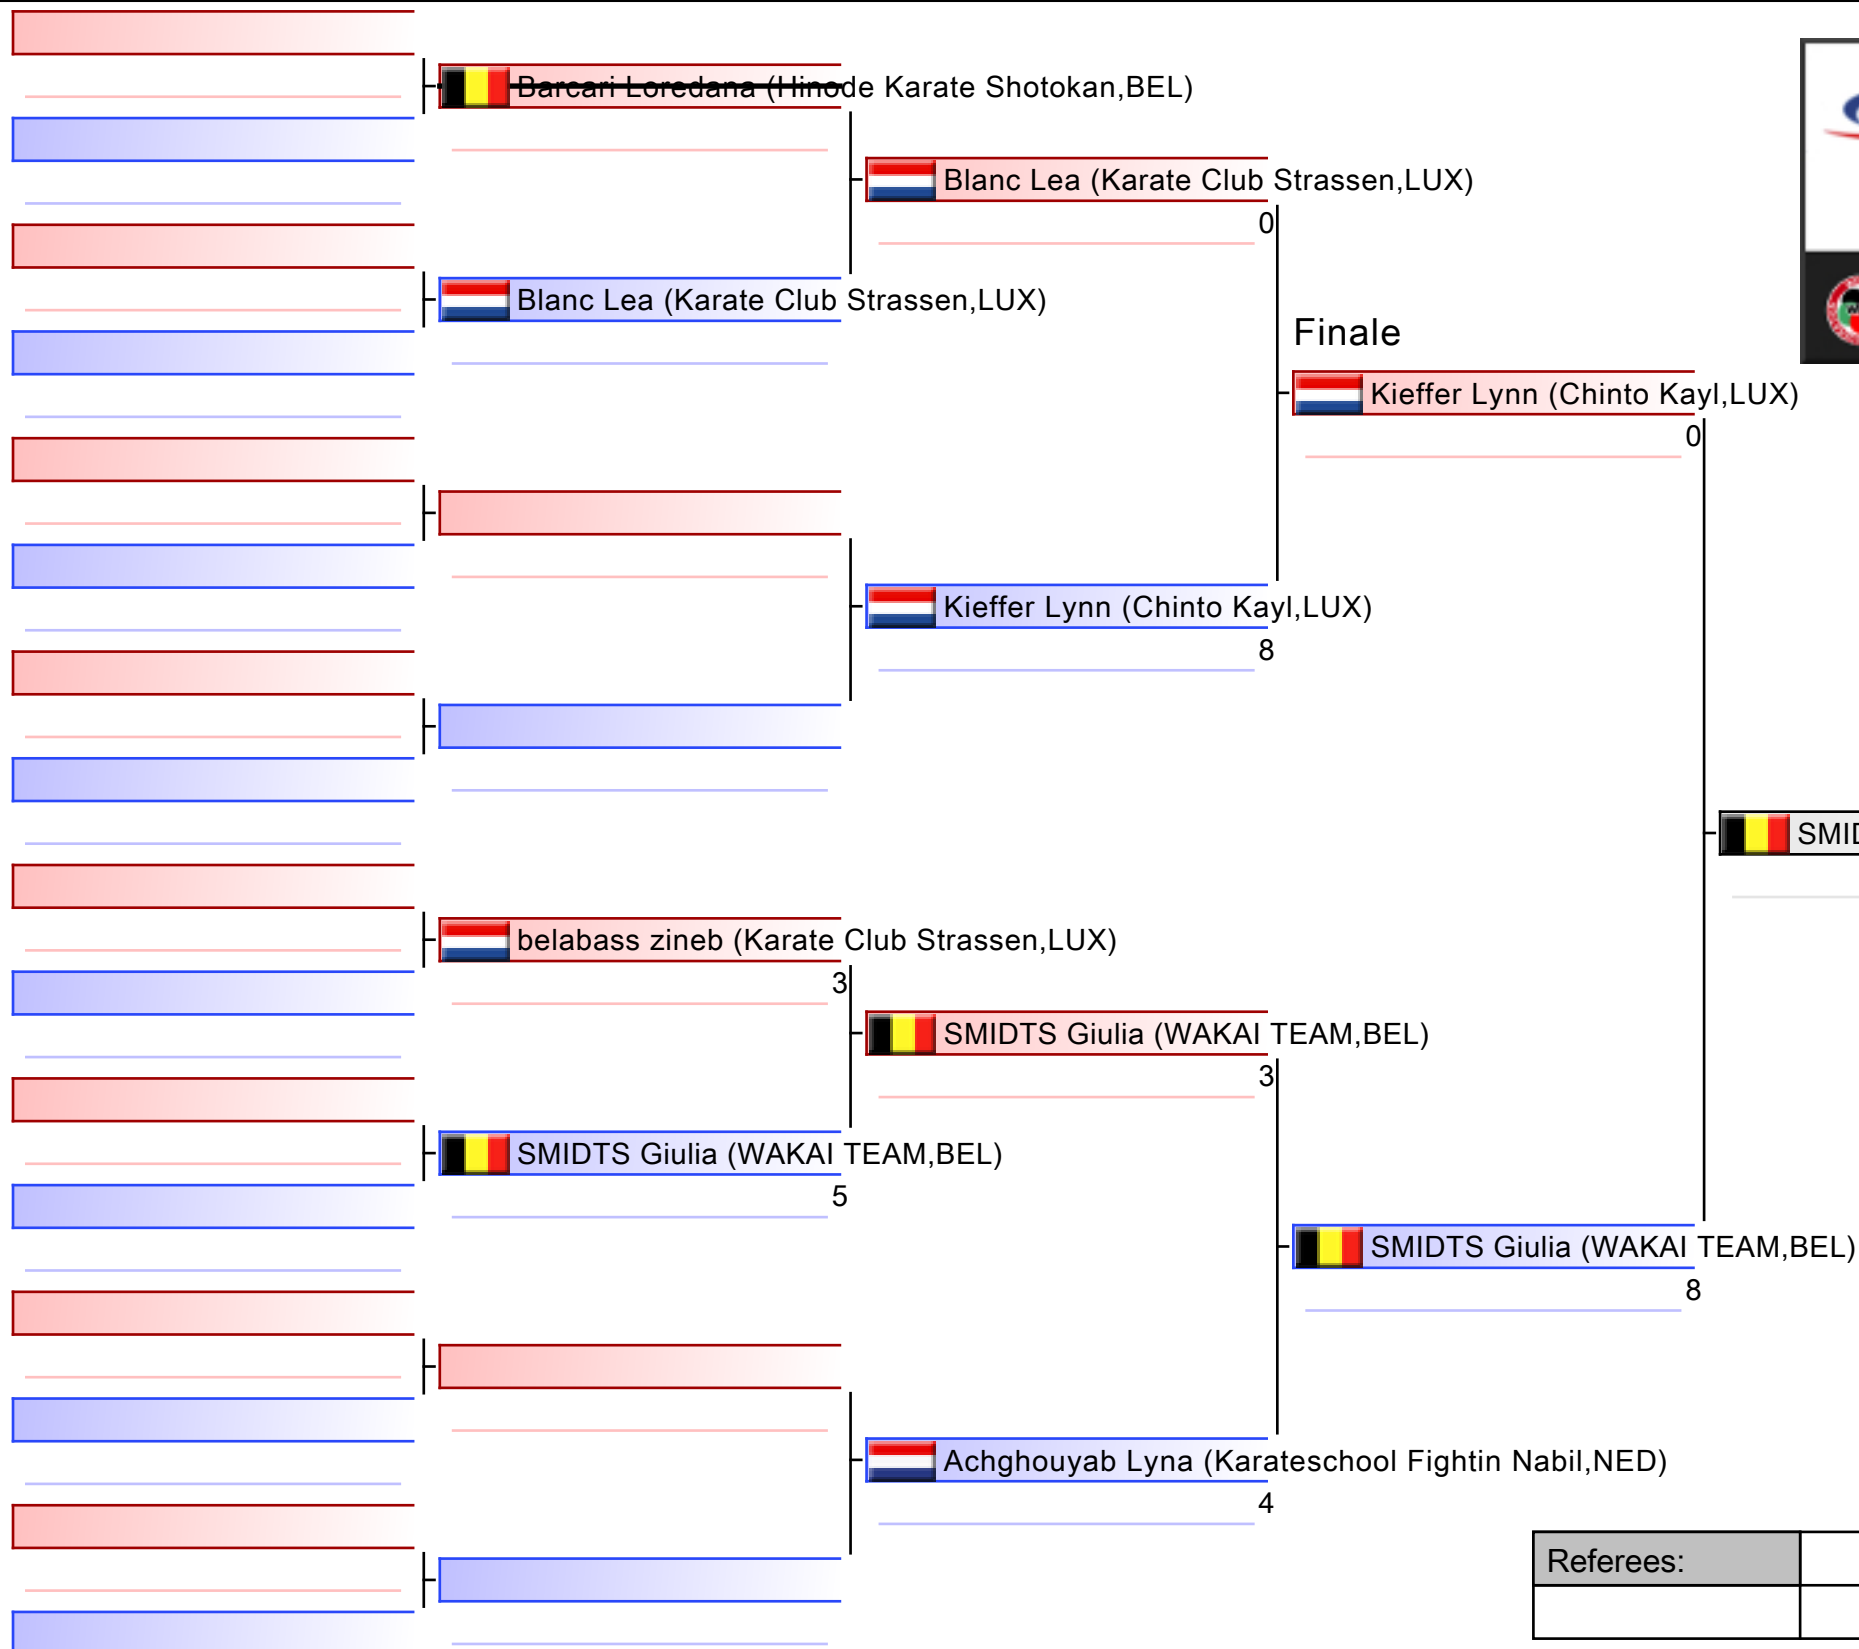 Barcari Loredana (Hinode Karate Shotokan,BEL)
Blanc Lea (Karate Club Strassen,LUX)
0
Blanc Lea (Karate Club Strassen,LUX)
Finale
Kieffer Lynn (Chinto Kayl,LUX)
0
Kieffer Lynn (Chinto Kayl,LUX)
8
SMID
belabass zineb (Karate Club Strassen,LUX)
3
SMIDTS Giulia (WAKAI TEAM,BEL)
3
SMIDTS Giulia (WAKAI TEAM,BEL)
5
SMIDTS Giulia (WAKAI TEAM,BEL)
8
Achghouyab Lyna (Karateschool Fightin Nabil,NED)
4
Referees: